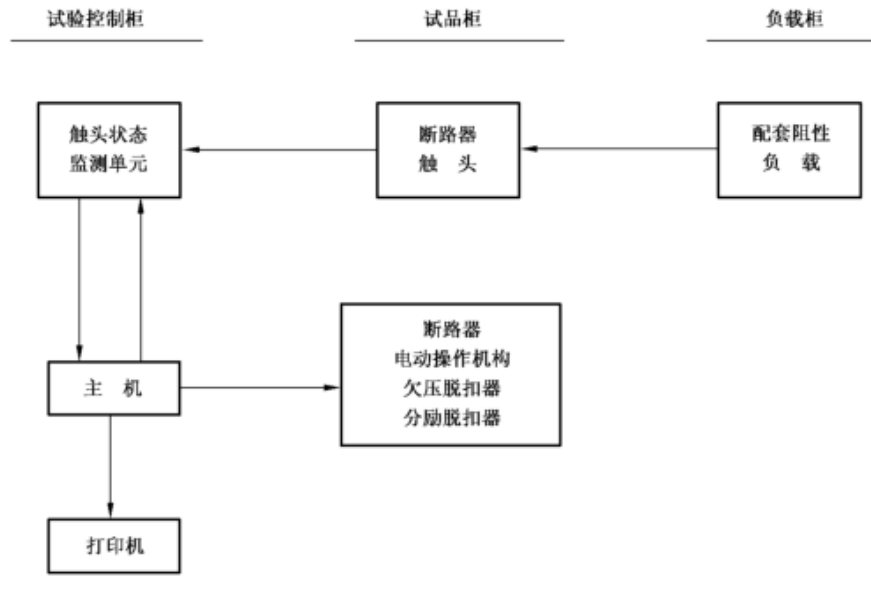 试验控制柜
试品柜
负载柜
触头状态
监测单元
断路器
触 头
配套阻性
负 载
断路器
电动操作机构
欠压脱扣器
分励脱扣器
主 机
打印机